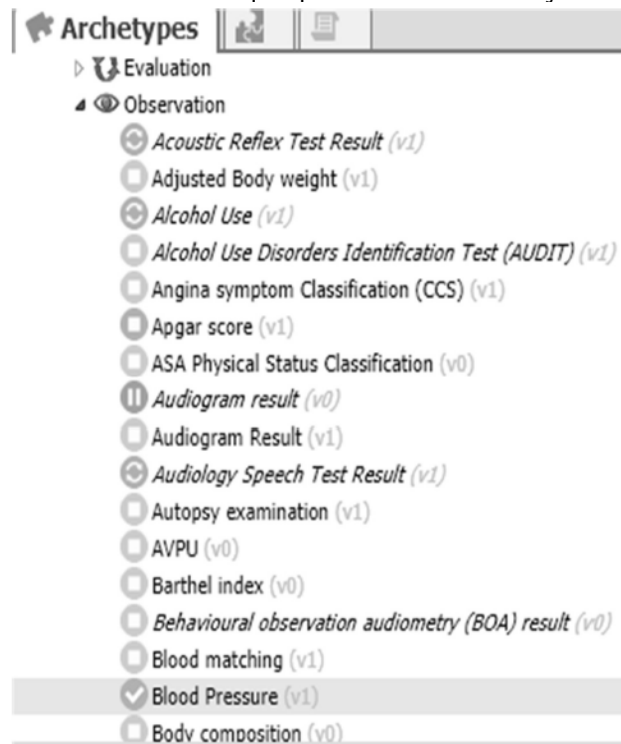 Archetypes
Evaluation
Observation
Acoustic Reflex Test Result (v1)
Adjusted Body weight (v1)
Alcohol Use (v1)
Alcohol Use Disorders Identification Test (AUDIT) (v1)
Angina symptom Classification (CCS) (v1)
Apgar score (v1)
ASA Physical Status Classification (v0)
Audiogram result (v0)
Audiogram Result (v1)
Audiology Speech Test Result (v1)
Autopsy examination (v1)
AVPU (v0)
Barthel index (v0)
Behavioural observation audiometry (BOA) result (v0)
Blood matching (v1)
Blood Pressure (v1)
Body composition (v0)